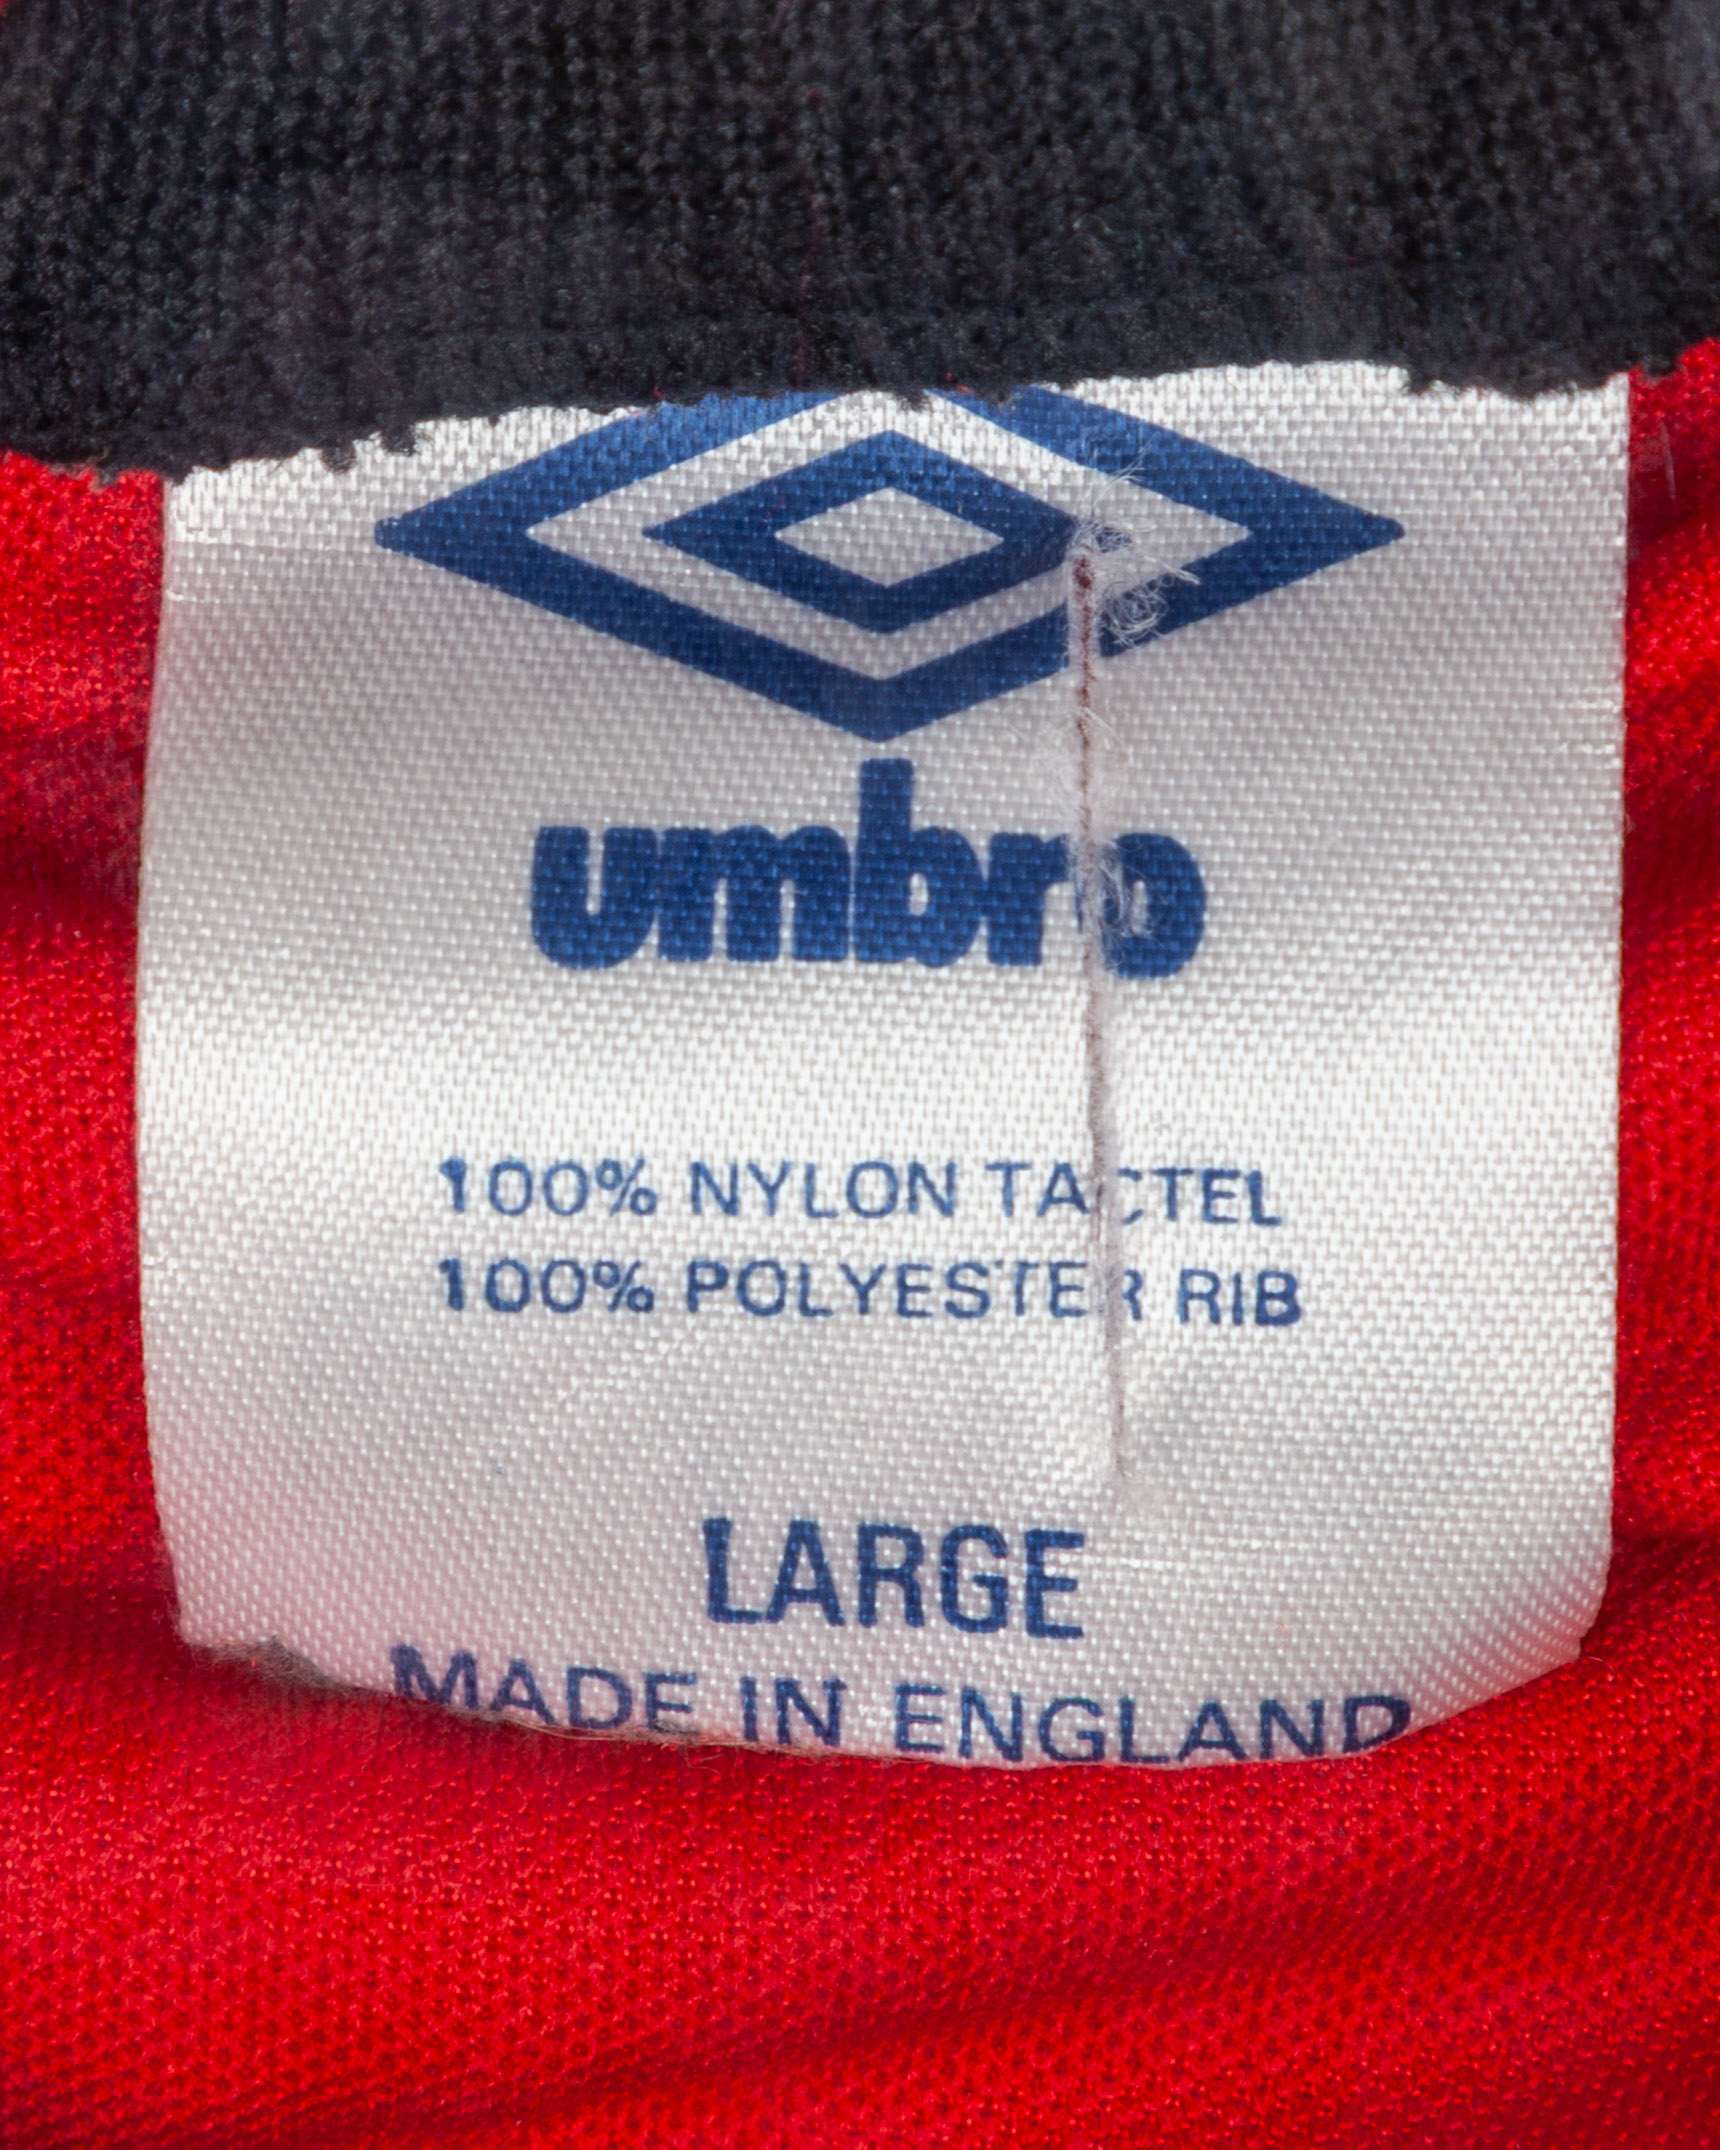 umbro
100% NYLON TACTEL
100% POLYESTER RIB
LARGE
MADE IN ENGLAND